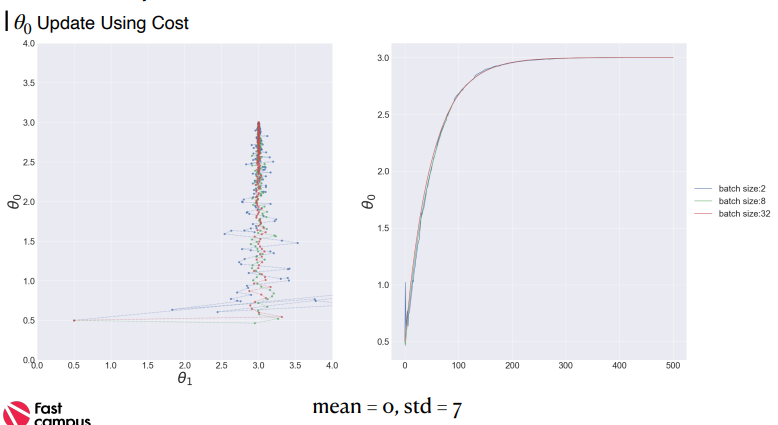 θ₀ Update Using Cost
4.0
3.5
3.0
2.5
2.0
1.5
1.0
0.5
0.0
θ₀
0.0 0.5 1.0 1.5 2.0 2.5 3.0 3.5 4.0
θ₁
3.0
2.5
2.0
1.5
1.0
0.5
θ₀
0 100 200 300 400 500
batch size:2
batch size:8
batch size:32
mean = 0, std = 7
Fast
campus